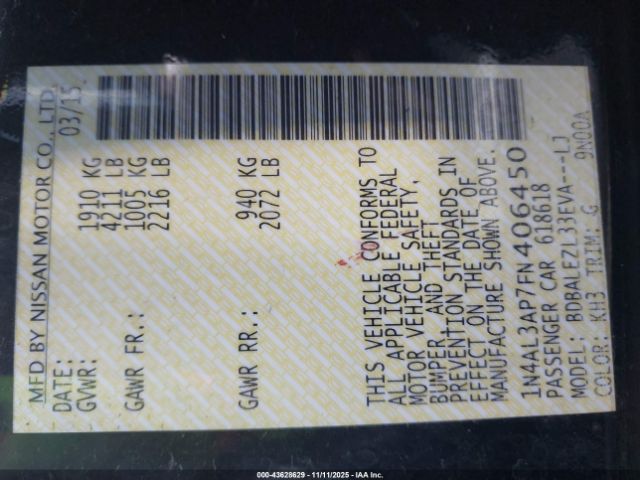 MFD BY NISSAN MOTOR CO., LTD.
DATE: 03/15
GVWR: 1910 KG
4211 LB
GAWR FR.: 1005 KG
2216 LB
GAWR RR.: 940 KG
2072 LB
THIS VEHICLE CONFORMS TO
ALL APPLICABLE FEDERAL
MOTOR VEHICLE SAFETY,
BUMPER, AND THEFT
PREVENTION STANDARDS IN
EFFECT ON THE DATE OF
MANUFACTURE SHOWN ABOVE.
1N4AL3AP7FN406450
PASSENGER CAR 618618
MODEL: BDBALEZL33EVA---LJ
COLOR: KH3 TRIM: G 9N00A
000-43628629 - 11/11/2025 - IAA Inc.